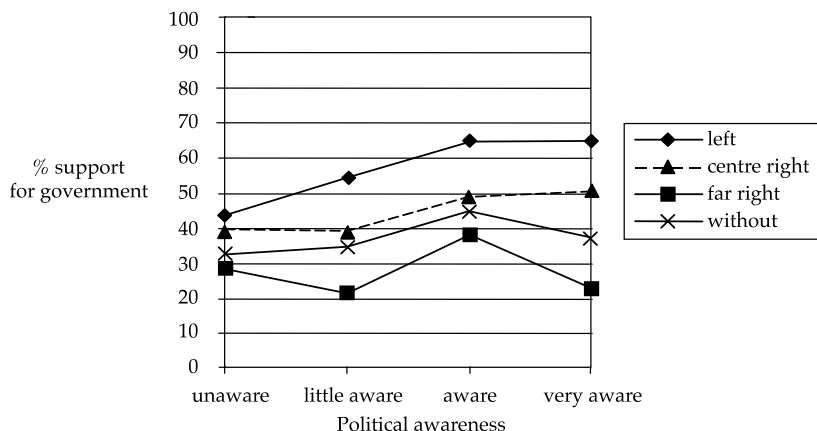 100
90
80
70
60
50
40
30
20
10
0
% support
for government
unaware
little aware
aware
very aware
Political awareness
left
centre right
far right
without